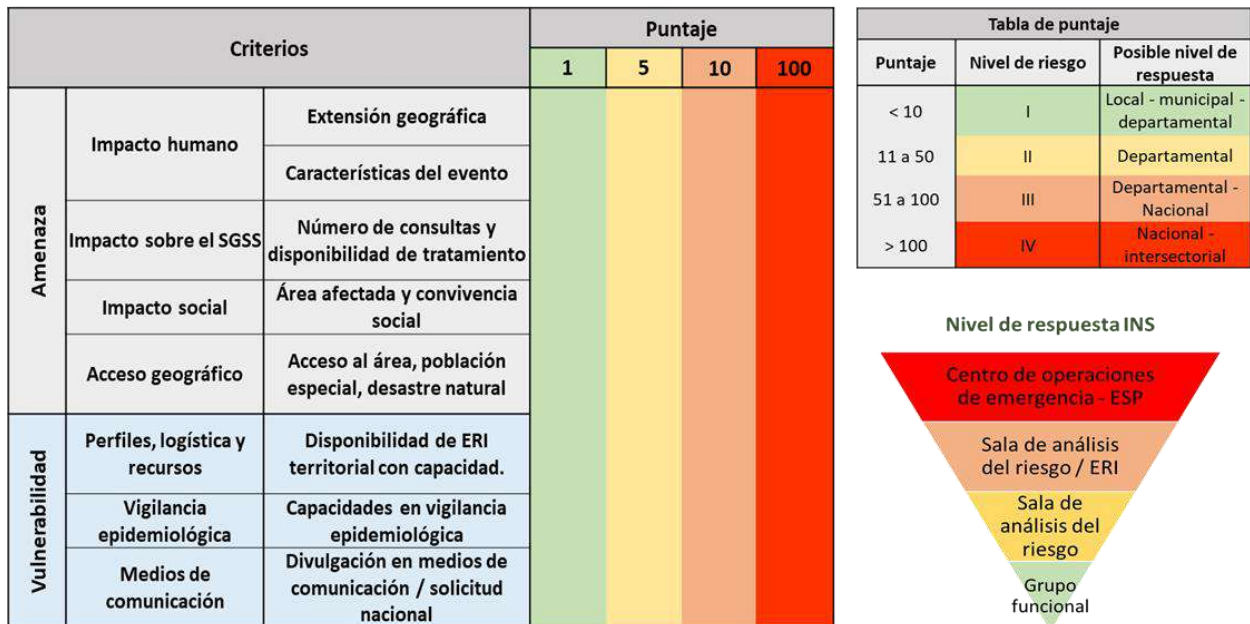 Criterios
Puntaje
1
5
10
100
Amenaza
Impacto humano
Extensión geográfica
Características del evento
Impacto sobre el SGSS
Número de consultas y
disponibilidad de tratamiento
Impacto social
Área afectada y convivencia
social
Acceso geográfico
Acceso al área, población
especial, desastre natural
Vulnerabilidad
Perfiles, logística y
recursos
Disponibilidad de ERI
territorial con capacidad.
Vigilancia
epidemiológica
Capacidades en vigilancia
epidemiológica
Medios de
comunicación
Divulgación en medios de
comunicación / solicitud
nacional
Tabla de puntaje
Puntaje
Nivel de riesgo
Posible nivel de
respuesta
< 10
I
Local - municipal -
departamental
11 a 50
II
Departamental
51 a 100
III
Departamental -
Nacional
> 100
IV
Nacional -
intersectorial
Nivel de respuesta INS
Centro de operaciones
de emergencia - ESP
Sala de análisis
del riesgo / ERI
Sala de
análisis del
riesgo
Grupo
funcional